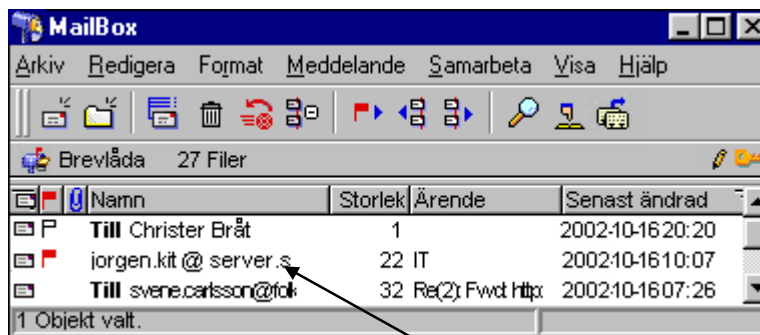 MailBox
Arkiv Redigera Format Meddelande Samarbeta Visa Hjälp
Brevlåda 27 Filer
Namn Storlek Ärende Senast ändrad
Till Christer Bråt 1 2002-10-16 20:20
jorgen.kit @ server.s 22 IT 2002-10-16 10:07
Till svene.carlsson@folk 32 Re(2): Fwd: http: 2002-10-16 07:26
1 Objekt valt.